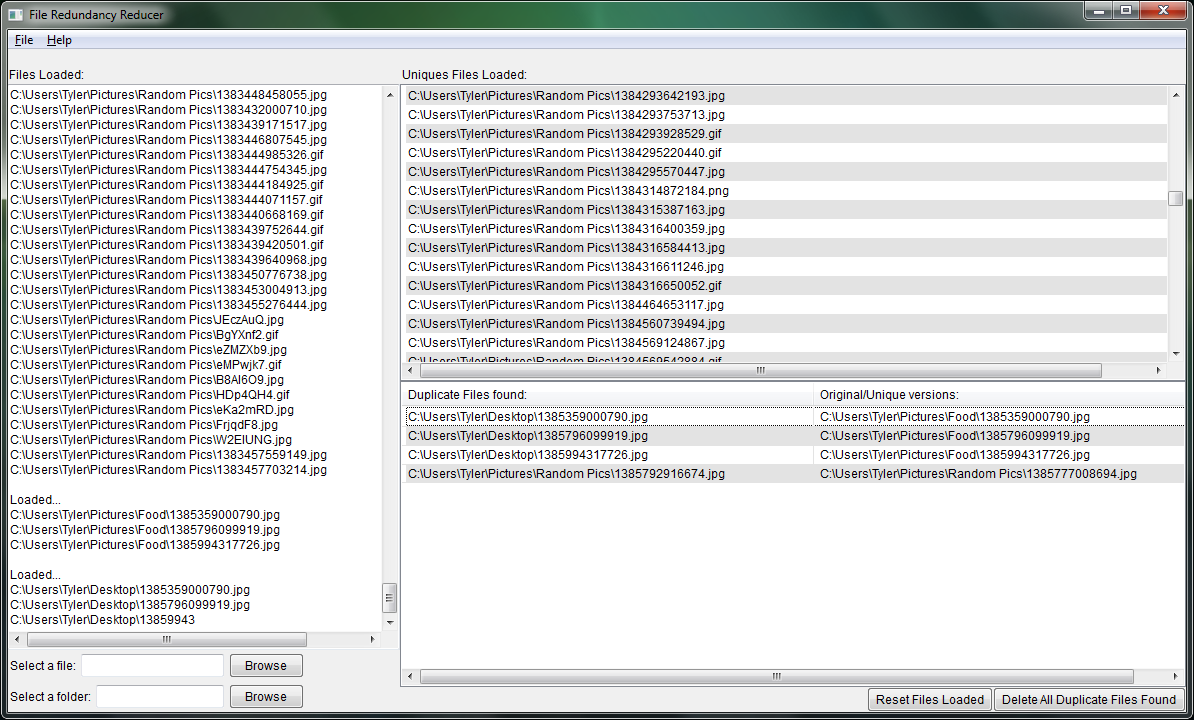 File Redundancy Reducer
File Help
Files Loaded:
C:\Users\Tyler\Pictures\Random Pics\1383448458055.jpg
C:\Users\Tyler\Pictures\Random Pics\1383432000710.jpg
C:\Users\Tyler\Pictures\Random Pics\1383439171517.jpg
C:\Users\Tyler\Pictures\Random Pics\1383446807545.jpg
C:\Users\Tyler\Pictures\Random Pics\1383444985326.gif
C:\Users\Tyler\Pictures\Random Pics\1383444754345.jpg
C:\Users\Tyler\Pictures\Random Pics\1383444184925.gif
C:\Users\Tyler\Pictures\Random Pics\1383444071157.gif
C:\Users\Tyler\Pictures\Random Pics\1383440668169.gif
C:\Users\Tyler\Pictures\Random Pics\1383439752644.gif
C:\Users\Tyler\Pictures\Random Pics\1383439420501.gif
C:\Users\Tyler\Pictures\Random Pics\1383439640968.jpg
C:\Users\Tyler\Pictures\Random Pics\1383450776738.jpg
C:\Users\Tyler\Pictures\Random Pics\1383453004913.jpg
C:\Users\Tyler\Pictures\Random Pics\1383455276444.jpg
C:\Users\Tyler\Pictures\Random Pics\JEczAuQ.jpg
C:\Users\Tyler\Pictures\Random Pics\BgYXnf2.gif
C:\Users\Tyler\Pictures\Random Pics\eZMZXb9.jpg
C:\Users\Tyler\Pictures\Random Pics\eMPwjk7.gif
C:\Users\Tyler\Pictures\Random Pics\B8AI6O9.jpg
C:\Users\Tyler\Pictures\Random Pics\HDp4QH4.gif
C:\Users\Tyler\Pictures\Random Pics\eKa2mRD.jpg
C:\Users\Tyler\Pictures\Random Pics\FrjqdF8.jpg
C:\Users\Tyler\Pictures\Random Pics\W2EIUNG.jpg
C:\Users\Tyler\Pictures\Random Pics\1383457559149.jpg
C:\Users\Tyler\Pictures\Random Pics\1383457703214.jpg
Loaded...
C:\Users\Tyler\Pictures\Food\1385359000790.jpg
C:\Users\Tyler\Pictures\Food\1385796099919.jpg
C:\Users\Tyler\Pictures\Food\1385994317726.jpg
Loaded...
C:\Users\Tyler\Desktop\1385359000790.jpg
C:\Users\Tyler\Desktop\1385796099919.jpg
C:\Users\Tyler\Desktop\13859943
Select a file: Browse
Select a folder: Browse
Uniques Files Loaded:
C:\Users\Tyler\Pictures\Random Pics\1384293642193.jpg
C:\Users\Tyler\Pictures\Random Pics\1384293753713.jpg
C:\Users\Tyler\Pictures\Random Pics\1384293928529.gif
C:\Users\Tyler\Pictures\Random Pics\1384295220440.gif
C:\Users\Tyler\Pictures\Random Pics\1384295570447.jpg
C:\Users\Tyler\Pictures\Random Pics\1384314872184.png
C:\Users\Tyler\Pictures\Random Pics\1384315387163.jpg
C:\Users\Tyler\Pictures\Random Pics\1384316400359.jpg
C:\Users\Tyler\Pictures\Random Pics\1384316584413.jpg
C:\Users\Tyler\Pictures\Random Pics\1384316611246.jpg
C:\Users\Tyler\Pictures\Random Pics\1384316650052.gif
C:\Users\Tyler\Pictures\Random Pics\1384464653117.jpg
C:\Users\Tyler\Pictures\Random Pics\1384560739494.jpg
C:\Users\Tyler\Pictures\Random Pics\1384569124867.jpg
C:\Users\Tyler\Pictures\Random Pics\1384569542884.gif
Duplicate Files found: Original/Unique versions:
C:\Users\Tyler\Desktop\1385359000790.jpg C:\Users\Tyler\Pictures\Food\1385359000790.jpg
C:\Users\Tyler\Desktop\1385796099919.jpg C:\Users\Tyler\Pictures\Food\1385796099919.jpg
C:\Users\Tyler\Desktop\1385994317726.jpg C:\Users\Tyler\Pictures\Food\1385994317726.jpg
C:\Users\Tyler\Pictures\Random Pics\1385792916674.jpg C:\Users\Tyler\Pictures\Random Pics\1385777008694.jpg
Reset Files Loaded Delete All Duplicate Files Found